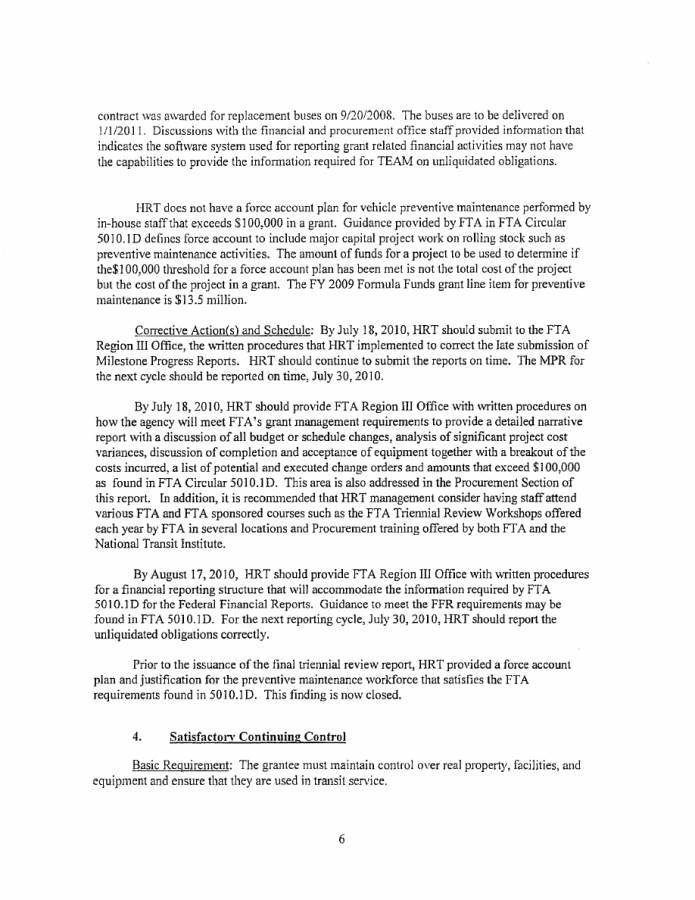 contract was awarded for replacement buses on 9/20/2008. The buses are to be delivered on
1/1/2011. Discussions with the financial and procurement office staff provided information that
indicates the software system used for reporting grant related financial activities may not have
the capabilities to provide the information required for TEAM on unliquidated obligations.
HRT does not have a force account plan for vehicle preventive maintenance performed by
in-house staff that exceeds $100,000 in a grant. Guidance provided by FTA in FTA Circular
5010.1D defines force account to include major capital project work on rolling stock such as
preventive maintenance activities. The amount of funds for a project to be used to determine if
the$100,000 threshold for a force account plan has been met is not the total cost of the project
but the cost of the project in a grant. The FY 2009 Formula Funds grant line item for preventive
maintenance is $13.5 million.
Corrective Action(s) and Schedule: By July 18, 2010, HRT should submit to the FTA
Region III Office, the written procedures that HRT implemented to correct the late submission of
Milestone Progress Reports. HRT should continue to submit the reports on time. The MPR for
the next cycle should be reported on time, July 30, 2010.
By July 18, 2010, HRT should provide FTA Region III Office with written procedures on
how the agency will meet FTA's grant management requirements to provide a detailed narrative
report with a discussion of all budget or schedule changes, analysis of significant project cost
variances, discussion of completion and acceptance of equipment together with a breakout of the
costs incurred, a list of potential and executed change orders and amounts that exceed $100,000
as found in FTA Circular 5010.1D. This area is also addressed in the Procurement Section of
this report. In addition, it is recommended that HRT management consider having staff attend
various FTA and FTA sponsored courses such as the FTA Triennial Review Workshops offered
each year by FTA in several locations and Procurement training offered by both FTA and the
National Transit Institute.
By August 17, 2010, HRT should provide FTA Region III Office with written procedures
for a financial reporting structure that will accommodate the information required by FTA
5010.1D for the Federal Financial Reports. Guidance to meet the FFR requirements may be
found in FTA 5010.1D. For the next reporting cycle, July 30, 2010, HRT should report the
unliquidated obligations correctly.
Prior to the issuance of the final triennial review report, HRT provided a force account
plan and justification for the preventive maintenance workforce that satisfies the FTA
requirements found in 5010.1D. This finding is now closed.
4. Satisfactory Continuing Control
Basic Requirement: The grantee must maintain control over real property, facilities, and
equipment and ensure that they are used in transit service.
6